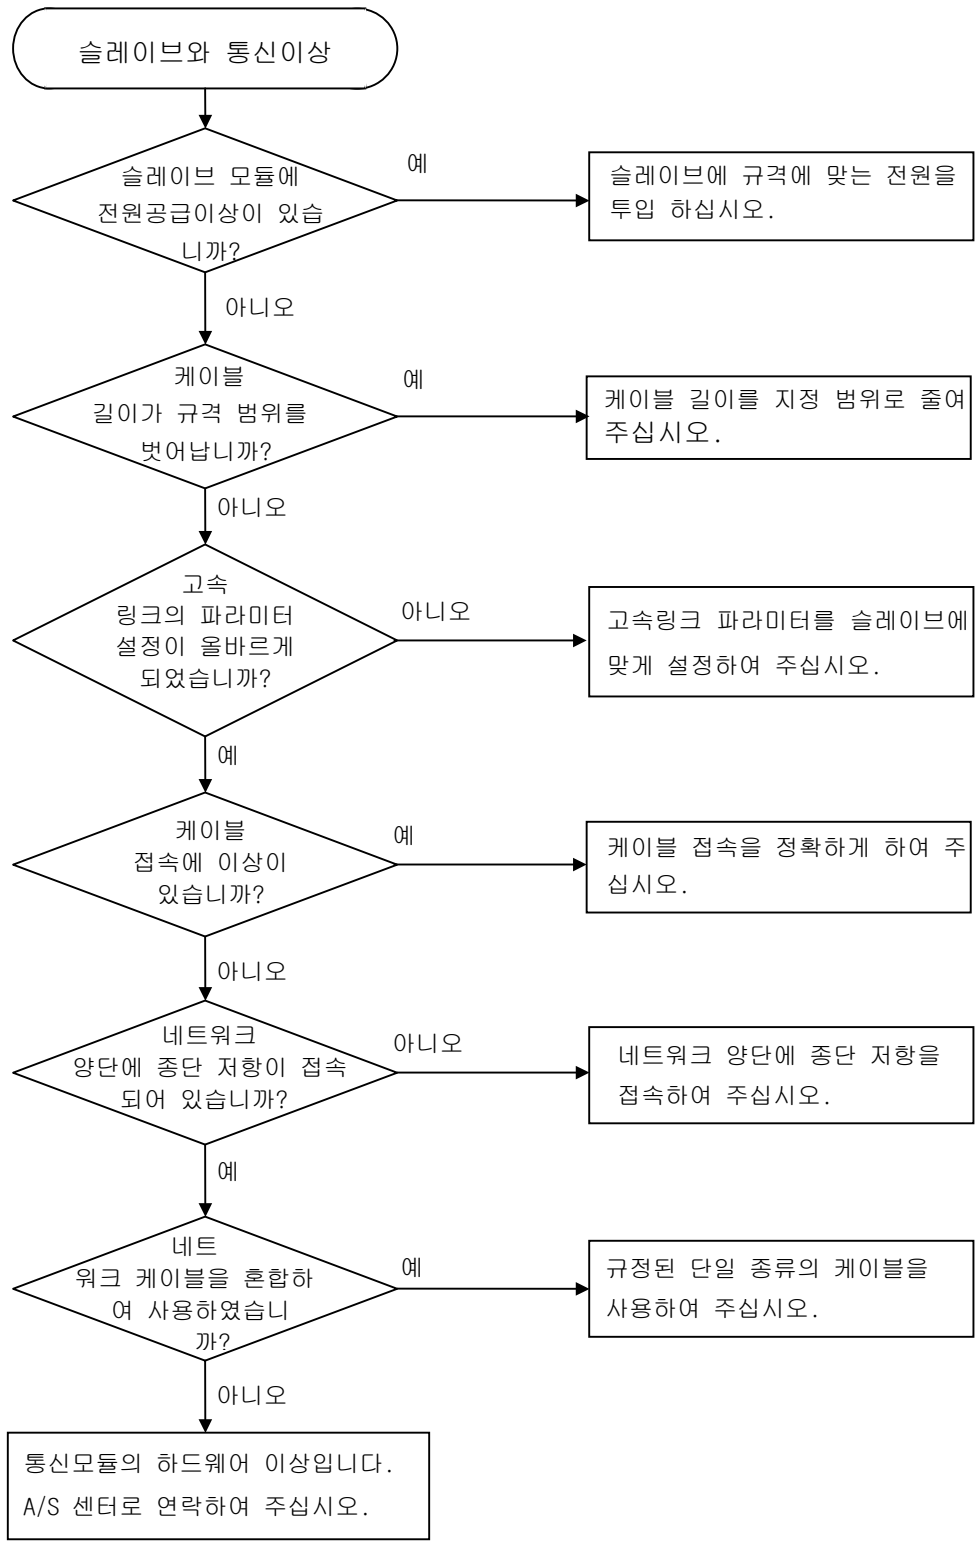 슬레이브와 통신이상
슬레이브 모듈에
전원공급이상이 있습
니까?
예
슬레이브에 규격에 맞는 전원을
투입 하십시오.
아니오
케이블
길이가 규격 범위를
벗어납니까?
예
케이블 길이를 지정 범위로 줄여
주십시오.
아니오
고속
링크의 파라미터
설정이 올바르게
되었습니까?
아니오
고속링크 파라미터를 슬레이브에
맞게 설정하여 주십시오.
예
케이블
접속에 이상이
있습니까?
예
케이블 접속을 정확하게 하여 주
십시오.
아니오
네트워크
양단에 종단 저항이 접속
되어 있습니까?
아니오
네트워크 양단에 종단 저항을
접속하여 주십시오.
예
네트
워크 케이블을 혼합하
여 사용하였습니
까?
예
규정된 단일 종류의 케이블을
사용하여 주십시오.
아니오
통신모듈의 하드웨어 이상입니다.
A/S 센터로 연락하여 주십시오.